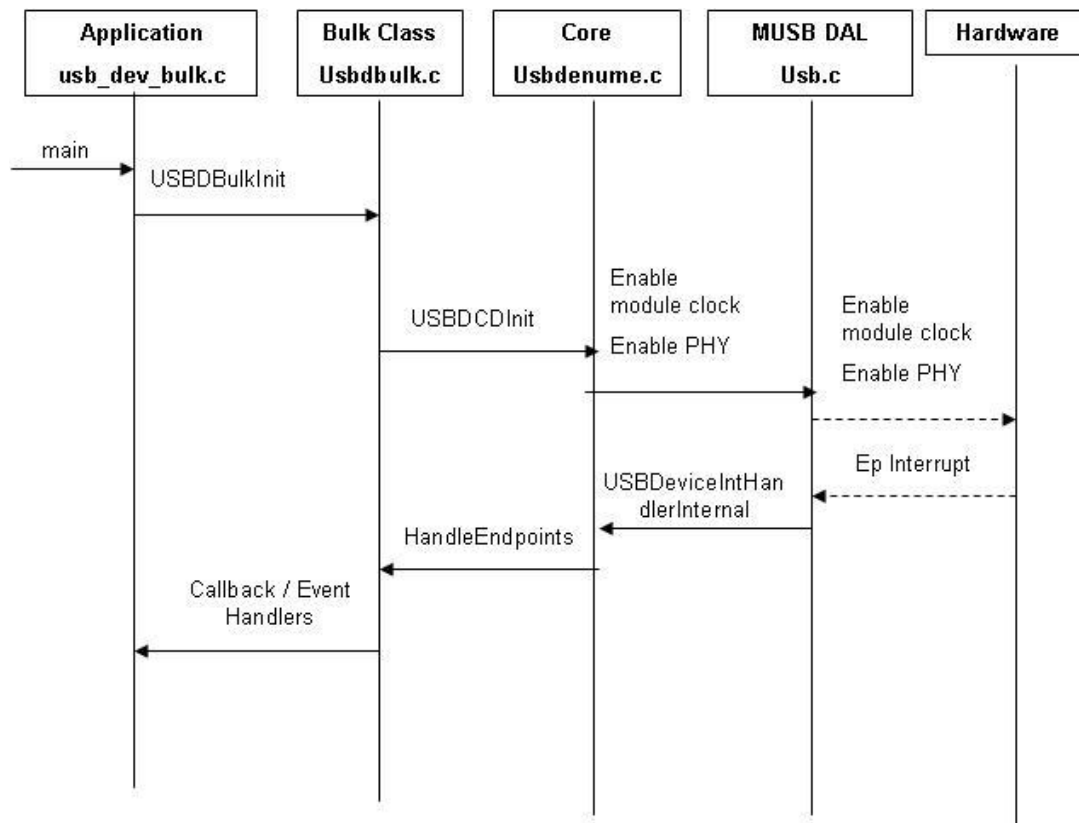 Application
usb_dev_bulk.c
Bulk Class
Usbdbulk.c
Core
Usbdenume.c
MUSB DAL
Usb.c
Hardware
main
USBDBulkInit
USBDCDInit
Enable
module clock
Enable PHY
Enable
module clock
Enable PHY
Ep Interrupt
USBDeviceIntHan
dlerInternal
HandleEndpoints
Callback / Event
Handlers